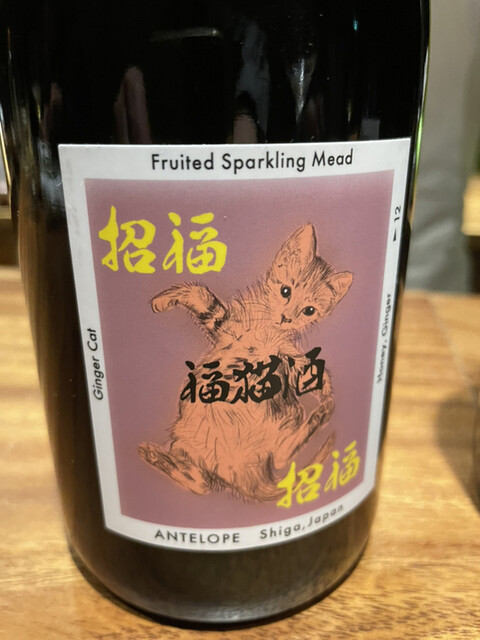 Fruited Sparkling Mead
招福
Ginger Cat
福猫酒
Honey, Ginger
12
招福
ANTELOPE Shiga, Japan